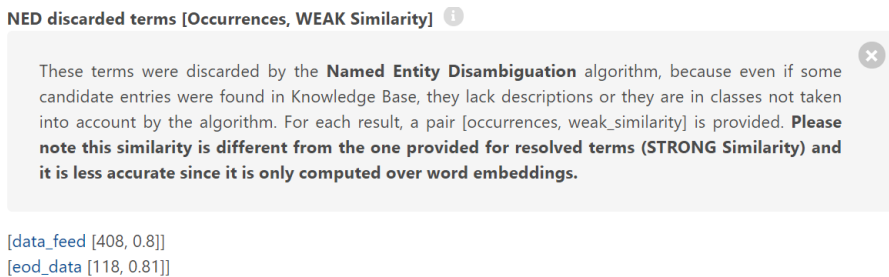 NED discarded terms [Occurrences, WEAK Similarity] i
These terms were discarded by the Named Entity Disambiguation algorithm, because even if some
candidate entries were found in Knowledge Base, they lack descriptions or they are in classes not taken
into account by the algorithm. For each result, a pair [occurrences, weak_similarity] is provided. Please
note this similarity is different from the one provided for resolved terms (STRONG Similarity) and
it is less accurate since it is only computed over word embeddings.
[data_feed [408, 0.8]]
[eod_data [118, 0.81]]